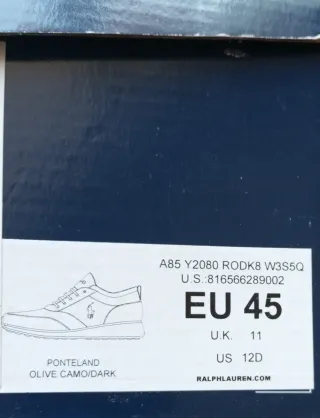 A85 Y2080 RODK8 W3S5Q
U.S.:816566289002
EU 45
U.K. 11
US 12D
RALPHLAUREN.COM
PONTELAND
OLIVE CAMO/DARK